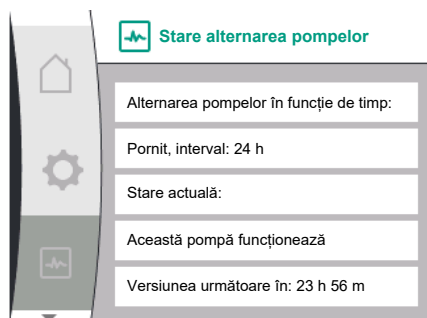 Stare alternarea pompelor
Alternarea pompelor în funcție de timp:
Pornit, interval: 24 h
Stare actuală:
Această pompă funcționează
Versiunea următoare în: 23 h 56 m